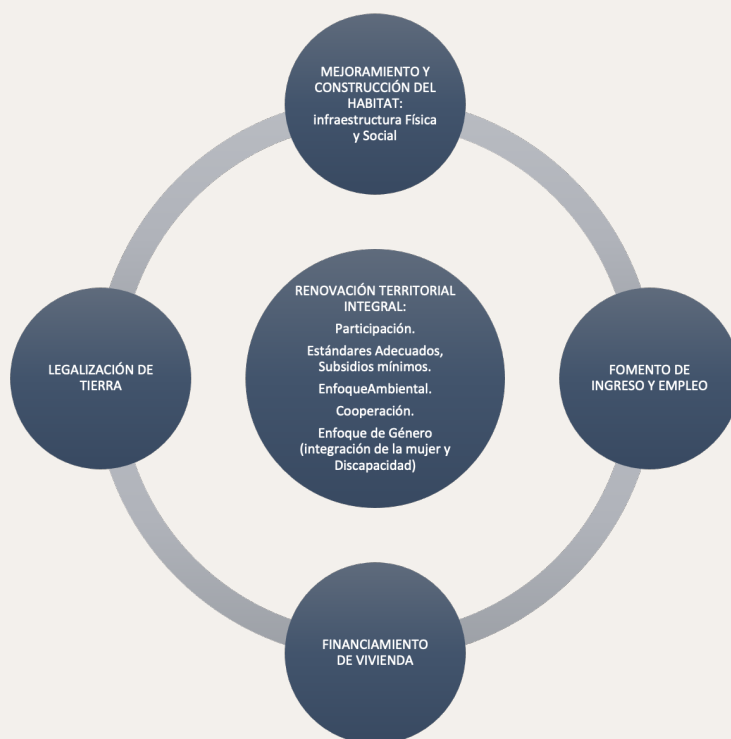 MEJORAMIENTO Y
CONSTRUCCIÓN DEL
HABITAT:
infraestructura Física
y Social
RENOVACIÓN TERRITORIAL
INTEGRAL:
Participación.
Estándares Adecuados,
Subsidios mínimos.
EnfoqueAmbiental.
Cooperación.
Enfoque de Género
(integración de la mujer y
Discapacidad)
LEGALIZACIÓN DE
TIERRA
FOMENTO DE
INGRESO Y EMPLEO
FINANCIAMIENTO
DE VIVIENDA